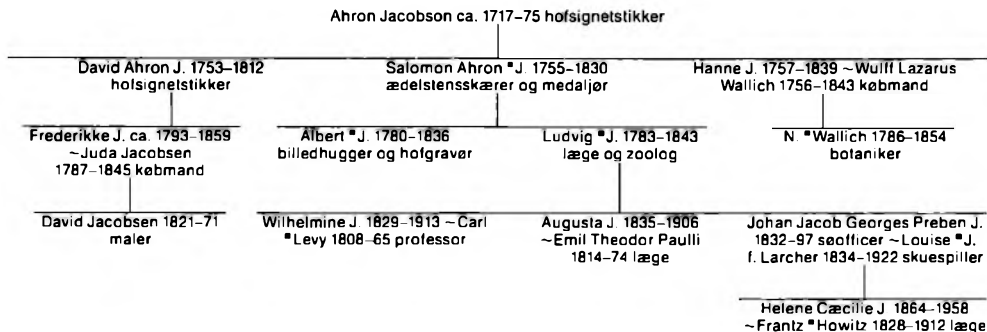 Ahron Jacobson ca. 1717–75 hofsignetstikker
David Ahron J. 1753–1812
hofsignetstikker
Salomon Ahron *J. 1755–1830
ædelstensskærer og medaljør
Hanne J. 1757–1839 ~Wulff Lazarus
Wallich 1756–1843 købmand
Frederikke J. ca. 1793–1859
~Juda Jacobsen
1787–1845 købmand
Albert *J. 1780–1836
billedhugger og hofgravør
Ludvig *J. 1783–1843
læge og zoolog
N. *Wallich 1786–1854
botaniker
David Jacobsen 1821–71
maler
Wilhelmine J. 1829–1913 ~Carl
*Levy 1808–65 professor
Augusta J. 1835–1906
~Emil Theodor Paulli
1814–74 læge
Johan Jacob Georges Preben J.
1832–97 søofficer ~Louise *J.
f. Larcher 1834–1922 skuespiller
Helene Cæcilie J 1864–1958
~Frantz *Howitz 1828–1912 læge